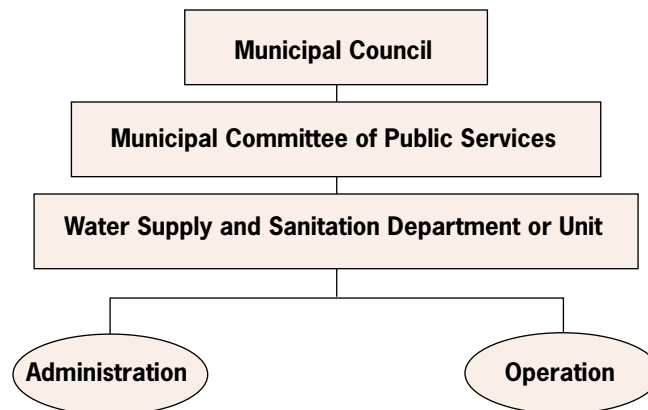 Municipal Council
Municipal Committee of Public Services
Water Supply and Sanitation Department or Unit
Administration
Operation